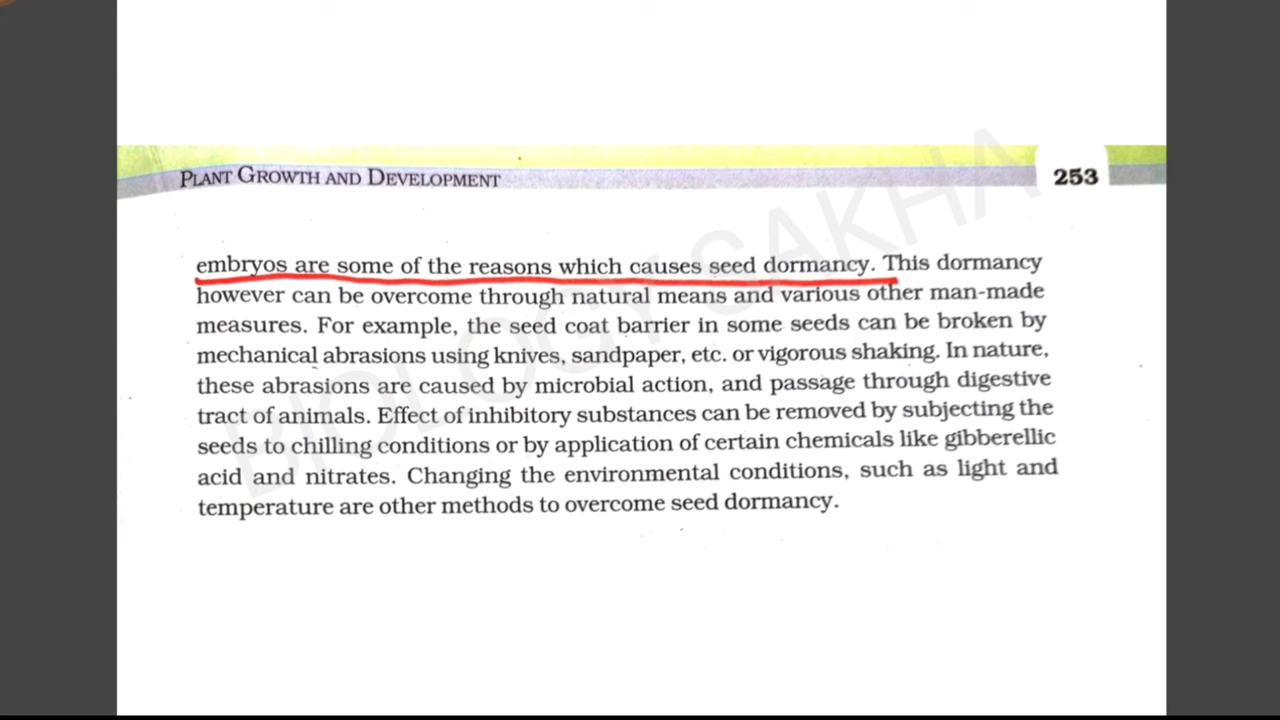 PLANT GROWTH AND DEVELOPMENT
253
embryos are some of the reasons which causes seed dormancy. This dormancy
however can be overcome through natural means and various other man-made
measures. For example, the seed coat barrier in some seeds can be broken by
mechanical abrasions using knives, sandpaper, etc. or vigorous shaking. In nature,
these abrasions are caused by microbial action, and passage through digestive
tract of animals. Effect of inhibitory substances can be removed by subjecting the
seeds to chilling conditions or by application of certain chemicals like gibberellic
acid and nitrates. Changing the environmental conditions, such as light and
temperature are other methods to overcome seed dormancy.
BIOLOGY SAKHA